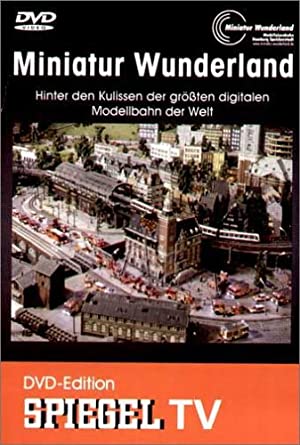 DVD
VIDEO
Miniatur Wunderland
Miniatur Wunderland
Hinter den Kulissen der größten digitalen
Modellbahn der Welt
DVD-Edition
SPIEGEL TV